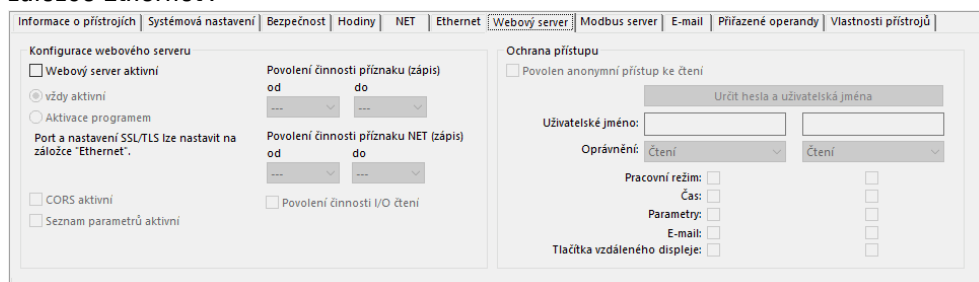 Informace o přístrojích Systémová nastavení Bezpečnost Hodiny NET Ethernet Webový server Modbus server E-mail Přiřazené operandy Vlastnosti přístrojů
Konfigurace webového serveru
Webový server aktivní
vždy aktivní
Aktivace programem
Port a nastavení SSL/TLS lze nastavit na
záložce "Ethernet".
CORS aktivní
Seznam parametrů aktivní
Povolení činnosti příznaku (zápis)
od do
--- ---
Povolení činnosti příznaku NET (zápis)
od do
--- ---
Povolení činnosti I/O čtení
Ochrana přístupu
Povolen anonymní přístup ke čtení
Určit hesla a uživatelská jména
Uživatelské jméno:
Oprávnění: Čtení Čtení
Pracovní režim:
Čas:
Parametry:
E-mail:
Tlačítka vzdáleného displeje: